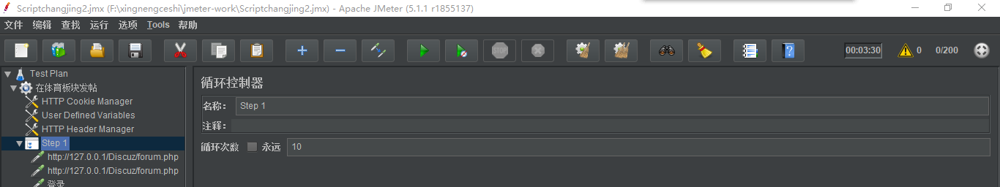 Scriptchangjing2.jmx (F:\xingnengceshi\jmeter-work\Scriptchangjing2.jmx) - Apache JMeter (5.1.1 r1855137)
文件 编辑 查找 运行 选项 Tools 帮助
STOP 00:03:30 0 0/200
Test Plan
在体育板块发帖
HTTP Cookie Manager
User Defined Variables
HTTP Header Manager
Step 1
http://127.0.0.1/Discuz/forum.php
http://127.0.0.1/Discuz/forum.php
登录
循环控制器
名称： Step 1
注释：
循环次数 永远 10